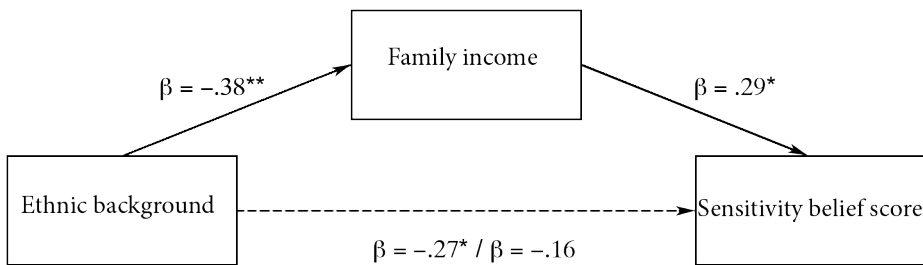 Family income
β = –.38**
β = .29*
Ethnic background
Sensitivity belief score
β = –.27* / β = –.16